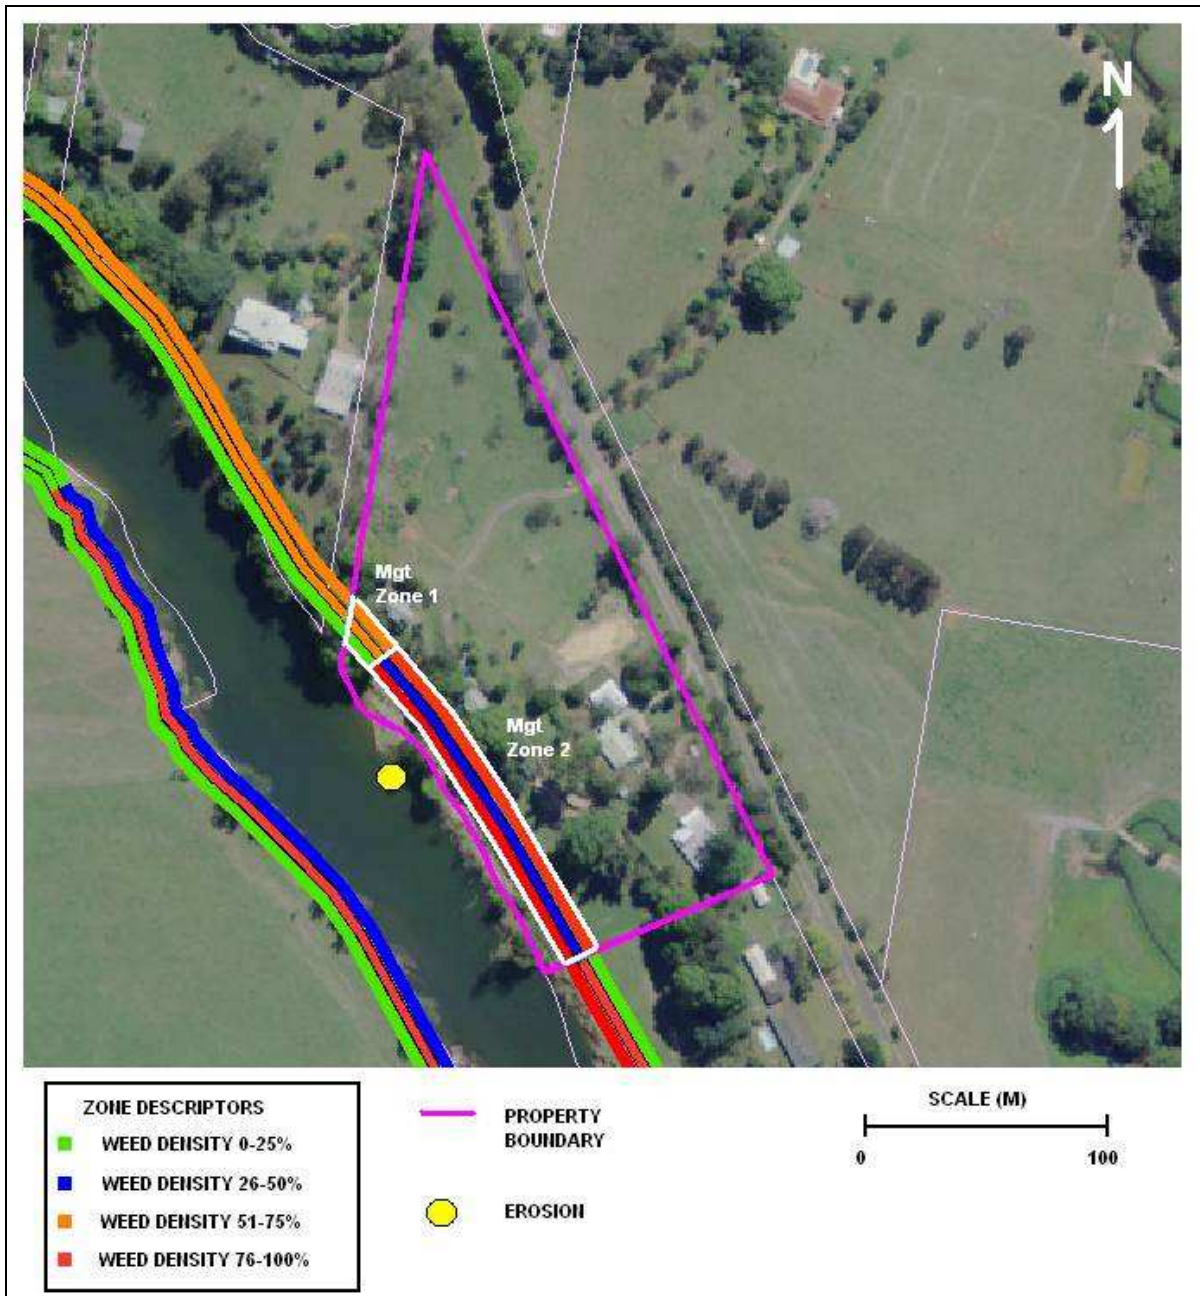 N
Mgt
Zone 1
Mgt
Zone 2
ZONE DESCRIPTORS
WEED DENSITY 0-25%
WEED DENSITY 26-50%
WEED DENSITY 51-75%
WEED DENSITY 76-100%
PROPERTY
BOUNDARY
EROSION
SCALE (M)
0 100